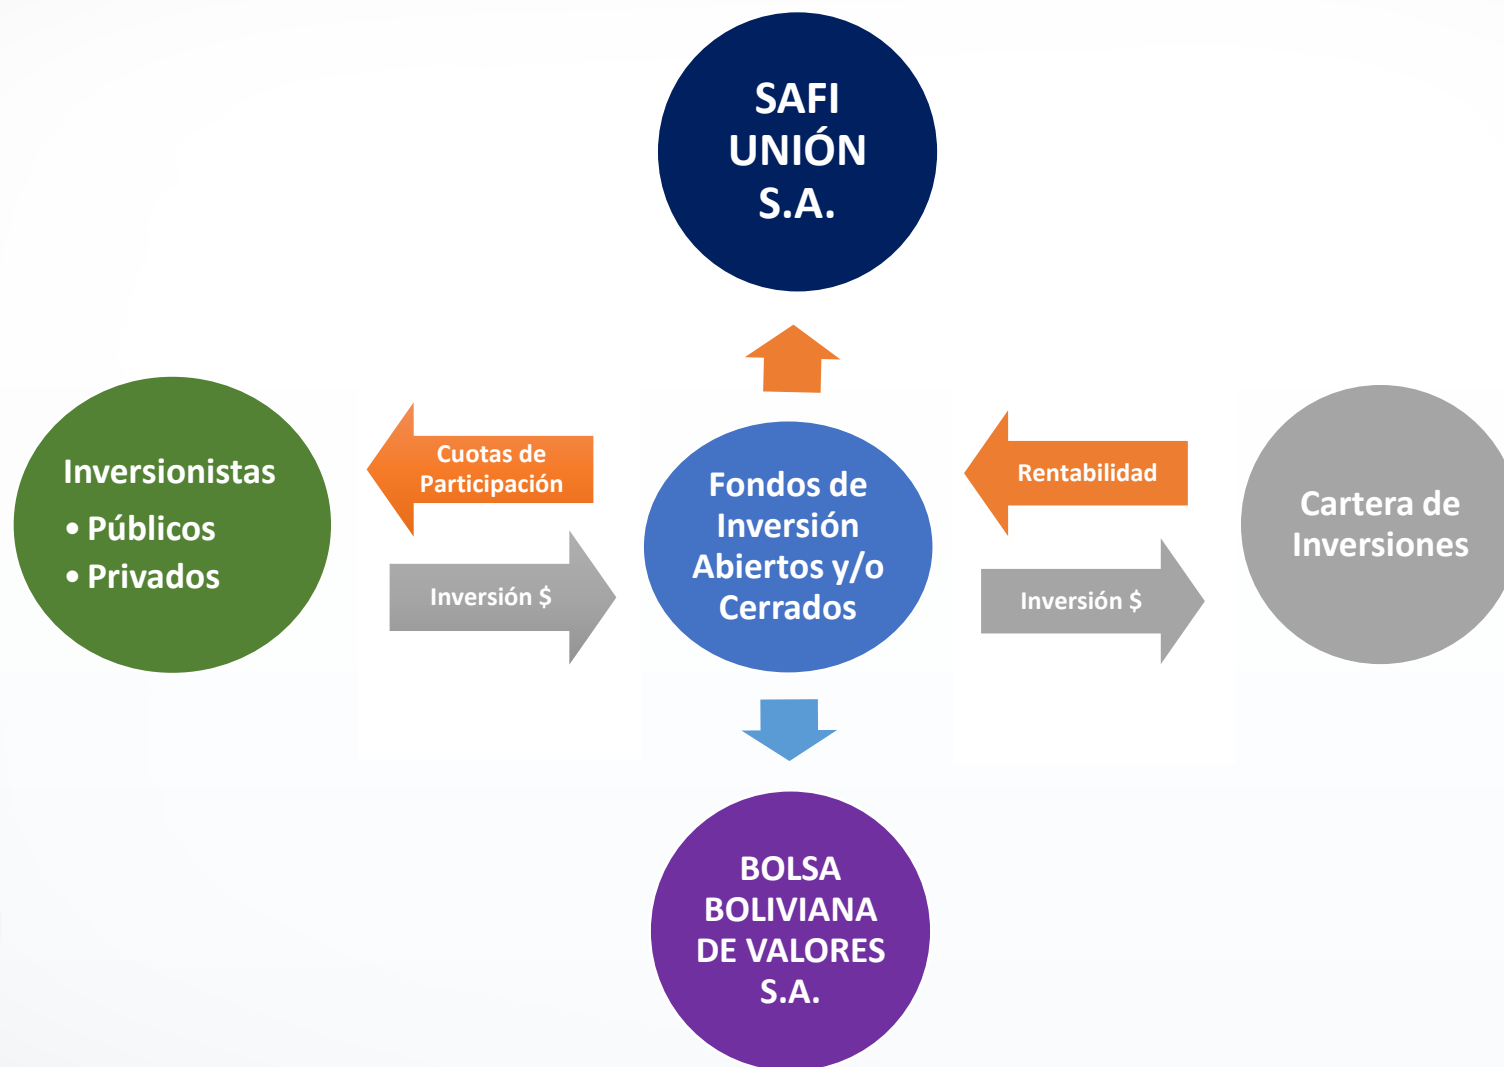 SAFI
UNIÓN
S.A.
Inversionistas
• Públicos
• Privados
Cuotas de
Participación
Inversión $
Fondos de
Inversión
Abiertos y/o
Cerrados
Rentabilidad
Inversión $
Cartera de
Inversiones
BOLSA
BOLIVIANA
DE VALORES
S.A.